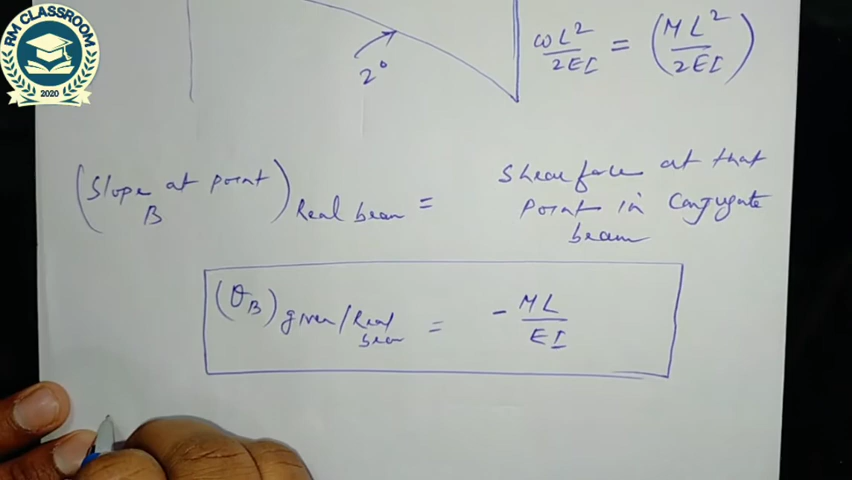 RM CLASSROOM
2020
2°
ωL²/2EI = (ML²/2EI)
(Slope at point B) Real beam = Shear force at that
point in Conjugate
beam
(θB) given/Real beam = - ML/EI